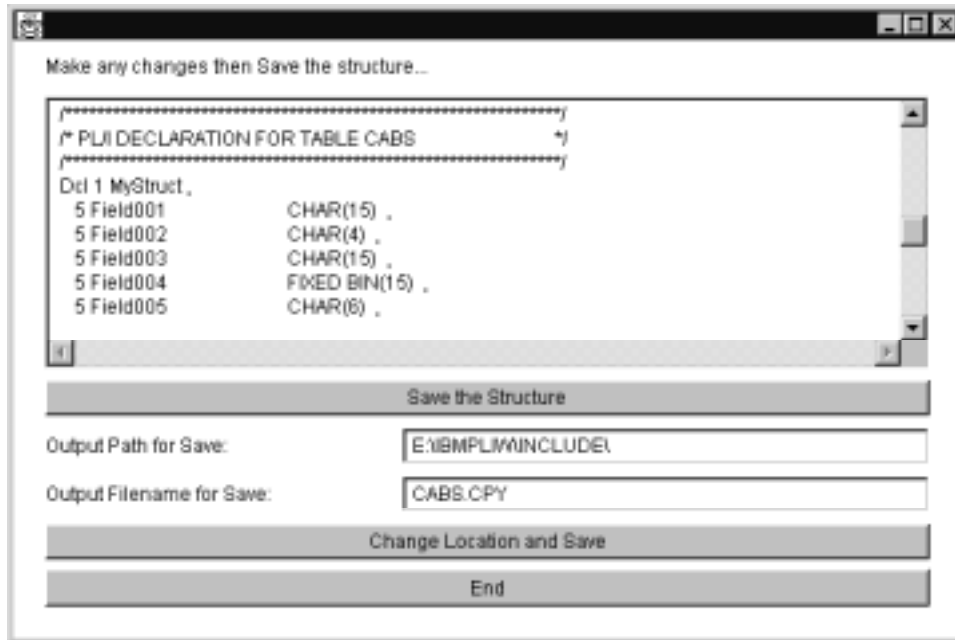 Make any changes then Save the structure...
/***************************************************************/
/* PL/I DECLARATION FOR TABLE CABS */
/***************************************************************/
Dcl 1 MyStruct ,
5 Field001 CHAR(15) ,
5 Field002 CHAR(4) ,
5 Field003 CHAR(15) ,
5 Field004 FIXED BIN(15) ,
5 Field005 CHAR(6) ,
Save the Structure
Output Path for Save: E:\IBMPLIW\INCLUDE\
Output Filename for Save: CABS.CPY
Change Location and Save
End